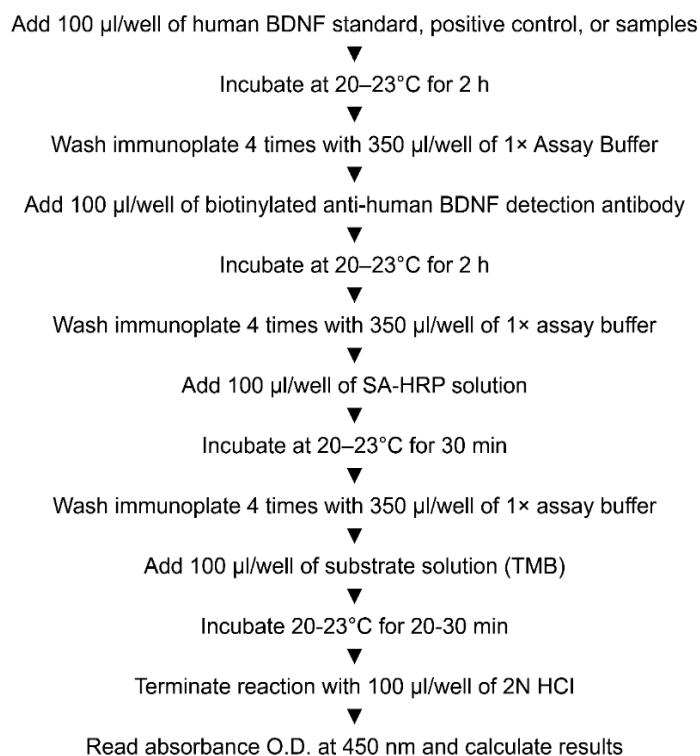 Add 100 µl/well of human BDNF standard, positive control, or samples
▼
Incubate at 20–23°C for 2 h
▼
Wash immunoplate 4 times with 350 µl/well of 1× Assay Buffer
▼
Add 100 µl/well of biotinylated anti-human BDNF detection antibody
▼
Incubate at 20–23°C for 2 h
▼
Wash immunoplate 4 times with 350 µl/well of 1× assay buffer
▼
Add 100 µl/well of SA-HRP solution
▼
Incubate at 20–23°C for 30 min
▼
Wash immunoplate 4 times with 350 µl/well of 1× assay buffer
▼
Add 100 µl/well of substrate solution (TMB)
▼
Incubate 20-23°C for 20-30 min
▼
Terminate reaction with 100 µl/well of 2N HCl
▼
Read absorbance O.D. at 450 nm and calculate results